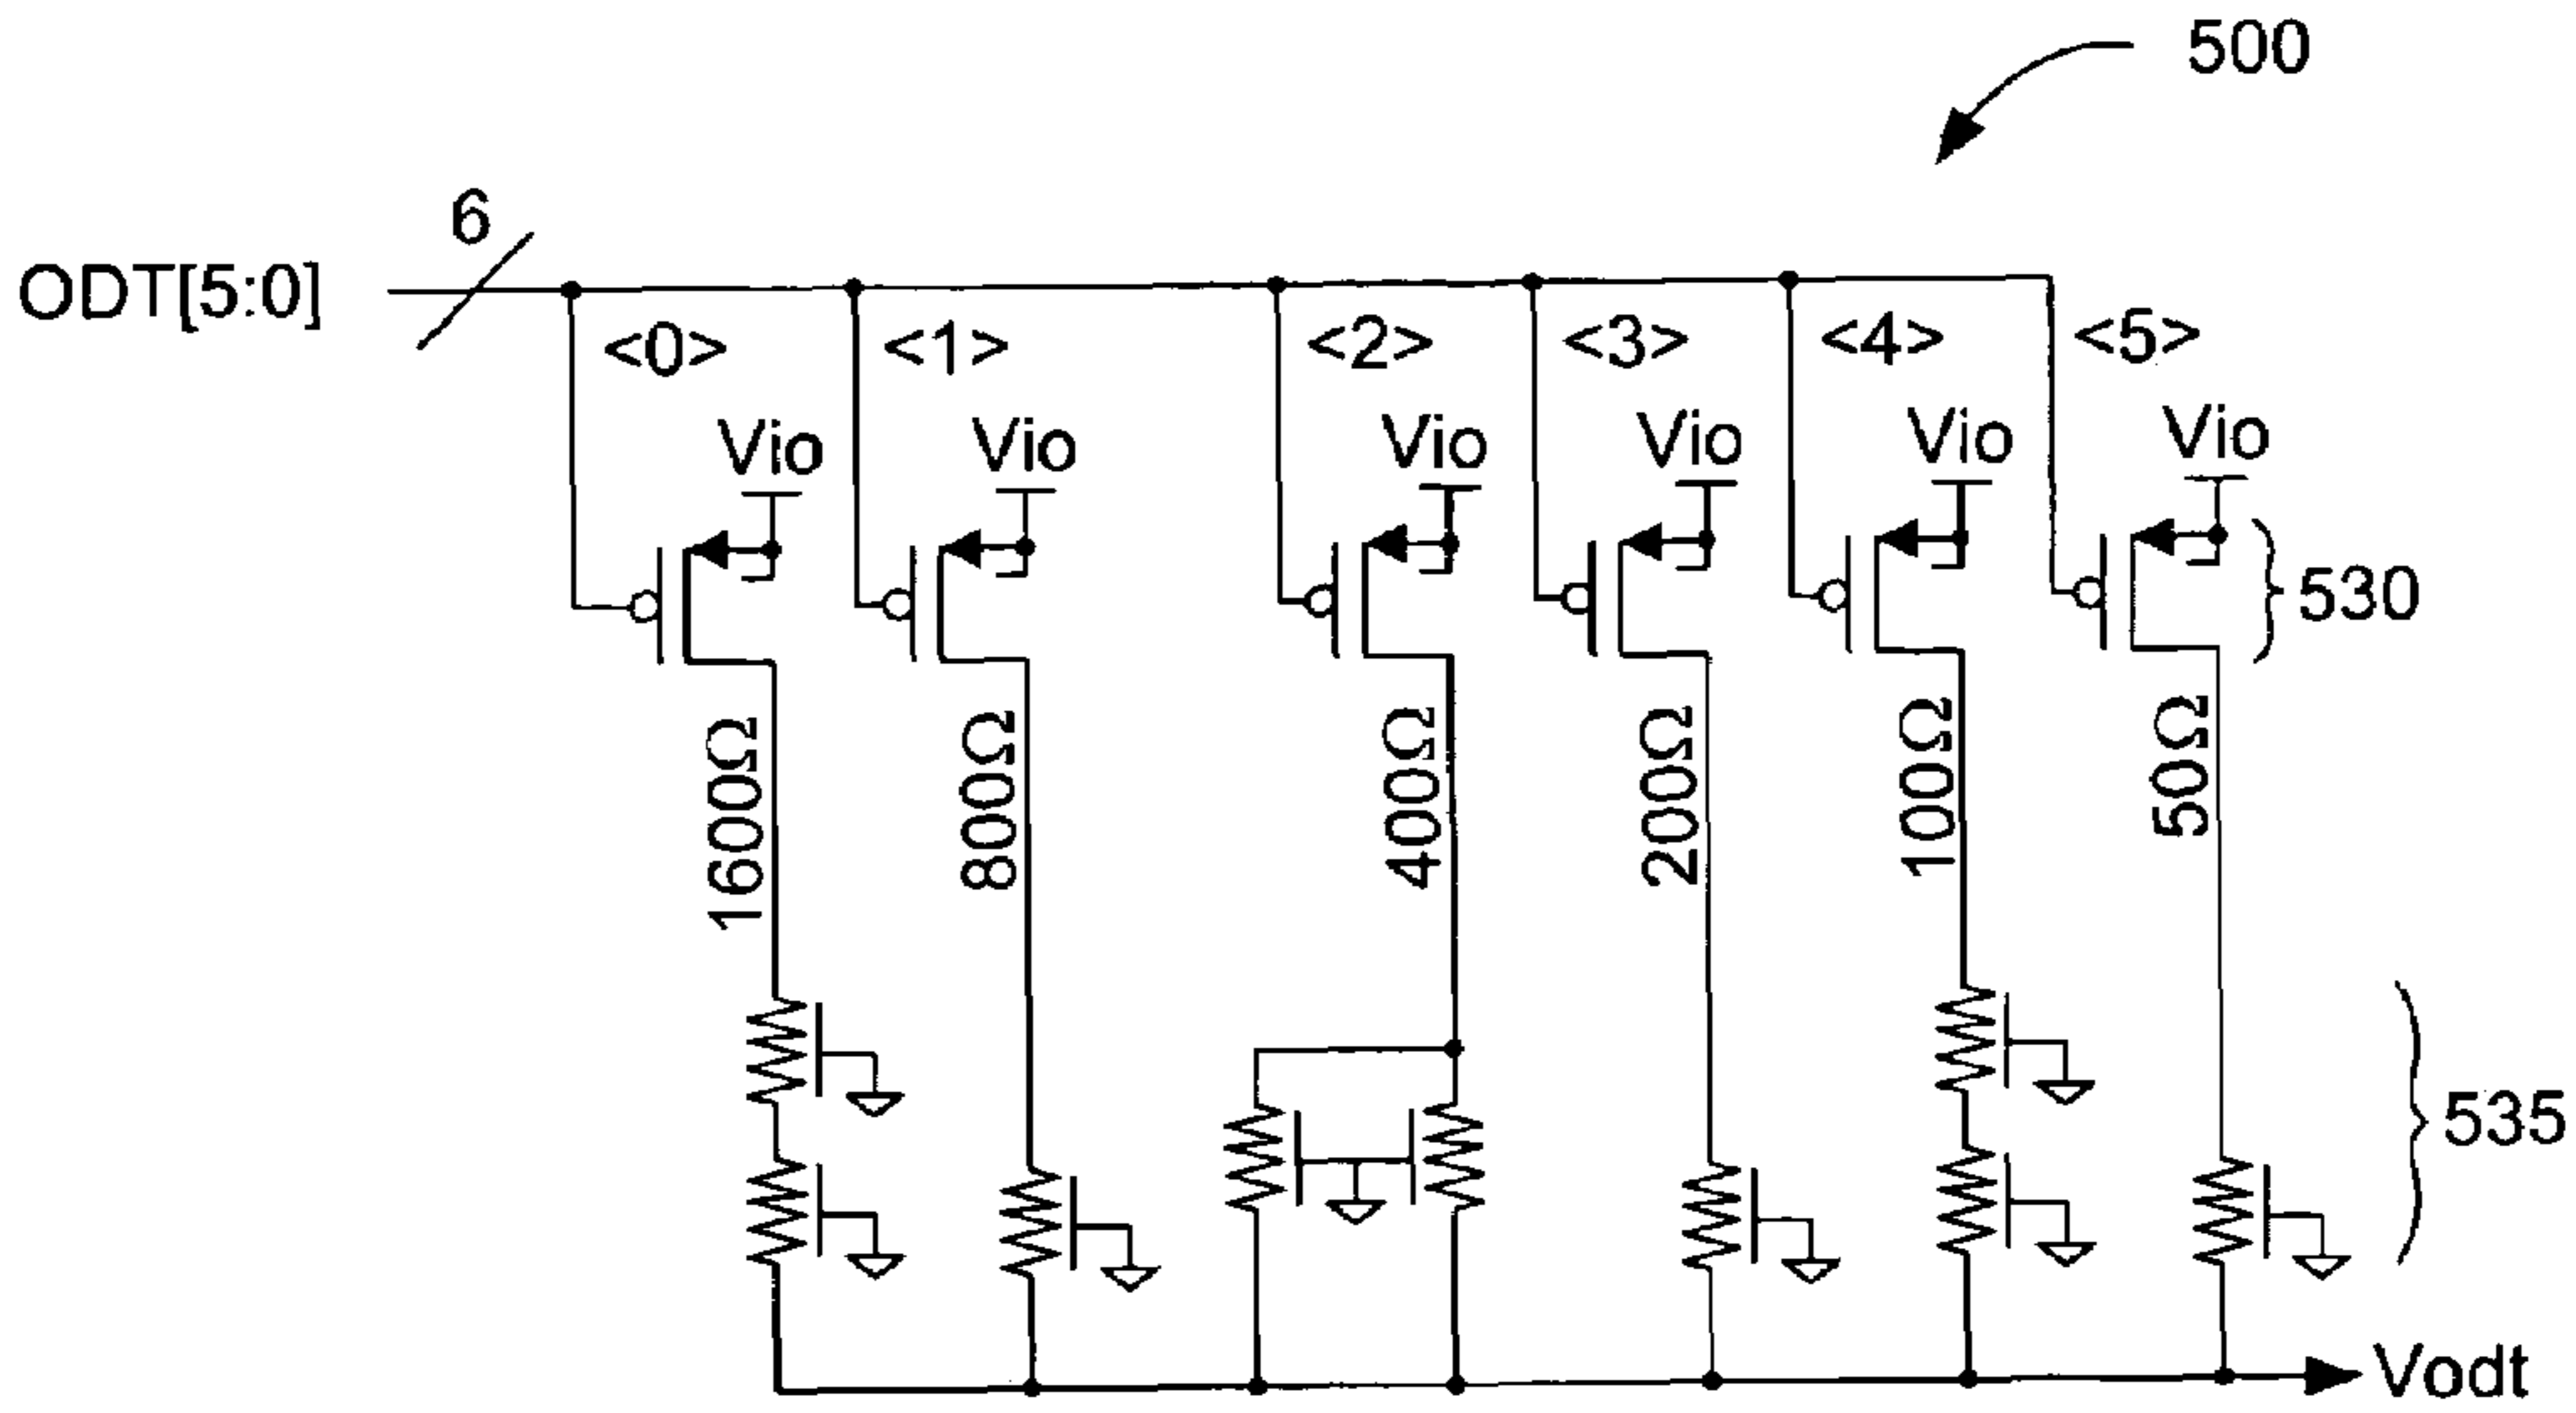 500
6
ODT[5:0]
<0> <1> <2> <3> <4> <5>
Vio Vio Vio Vio Vio Vio
530
1600Ω 800Ω 400Ω 200Ω 100Ω 50Ω
535
Vodt